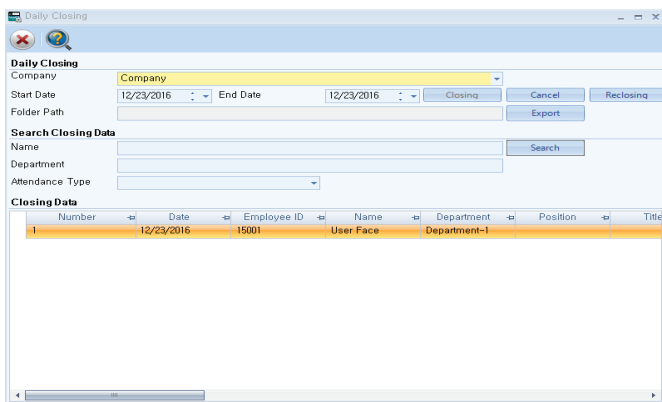 Daily Closing
Daily Closing
Company Company
Start Date 12/23/2016 End Date 12/23/2016 Closing Cancel Reclosing
Folder Path Export
Search Closing Data
Name Search
Department
Attendance Type
Closing Data
Number Date Employee ID Name Department Position Title
1 12/23/2016 15001 User Face Department-1